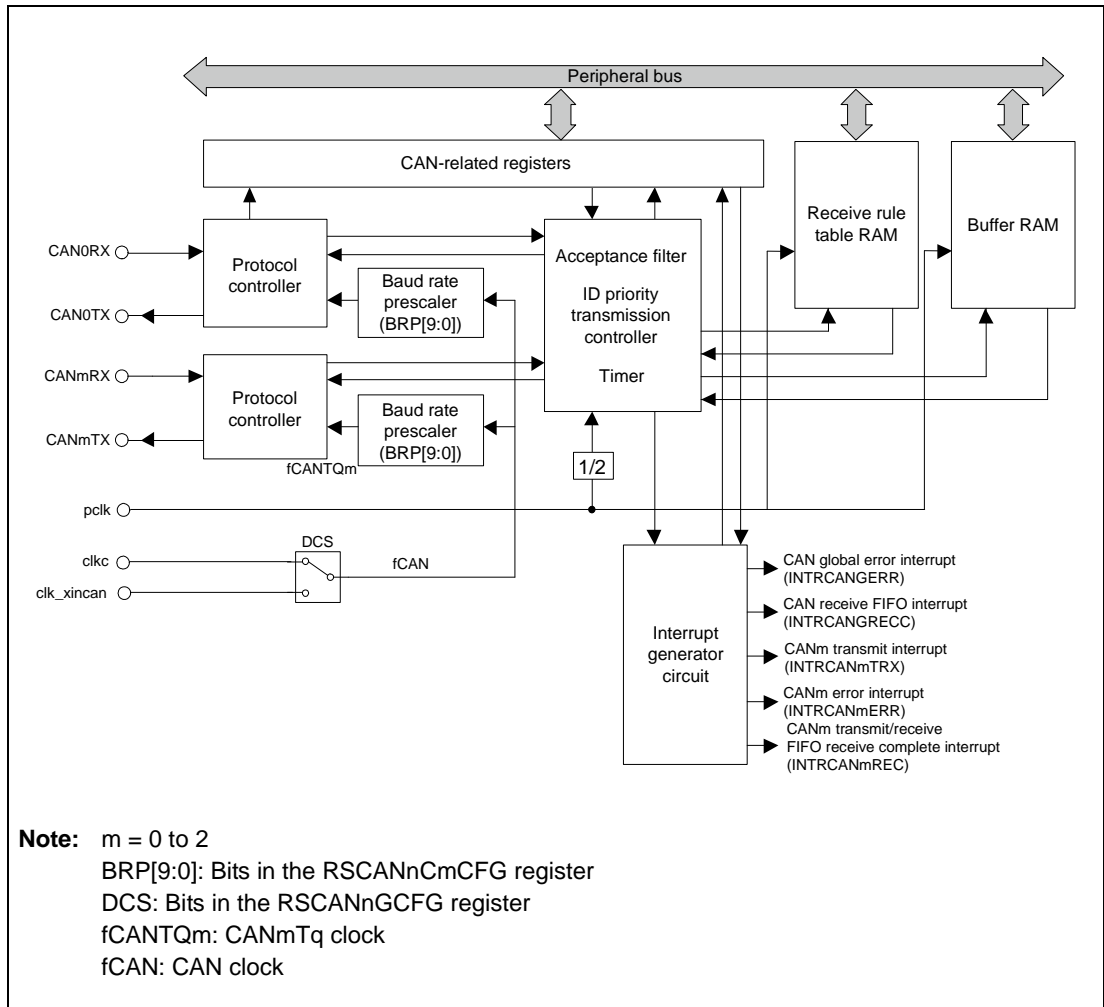 Peripheral bus
CAN-related registers
Receive rule
table RAM
Buffer RAM
CAN0RX
CAN0TX
Protocol
controller
Baud rate
prescaler
(BRP[9:0])
Acceptance filter
ID priority
transmission
controller
Timer
CANmRX
CANmTX
Protocol
controller
Baud rate
prescaler
(BRP[9:0])
fCANTQm
1/2
pclk
clkc
clk_xincan
DCS
fCAN
Interrupt
generator
circuit
CAN global error interrupt
(INTRCANGERR)
CAN receive FIFO interrupt
(INTRCANGRECC)
CANm transmit interrupt
(INTRCANmTRX)
CANm error interrupt
(INTRCANmERR)
CANm transmit/receive
FIFO receive complete interrupt
(INTRCANmREC)
Note: m = 0 to 2
BRP[9:0]: Bits in the RSCANnCmCFG register
DCS: Bits in the RSCANnGCFG register
fCANTQm: CANmTq clock
fCAN: CAN clock